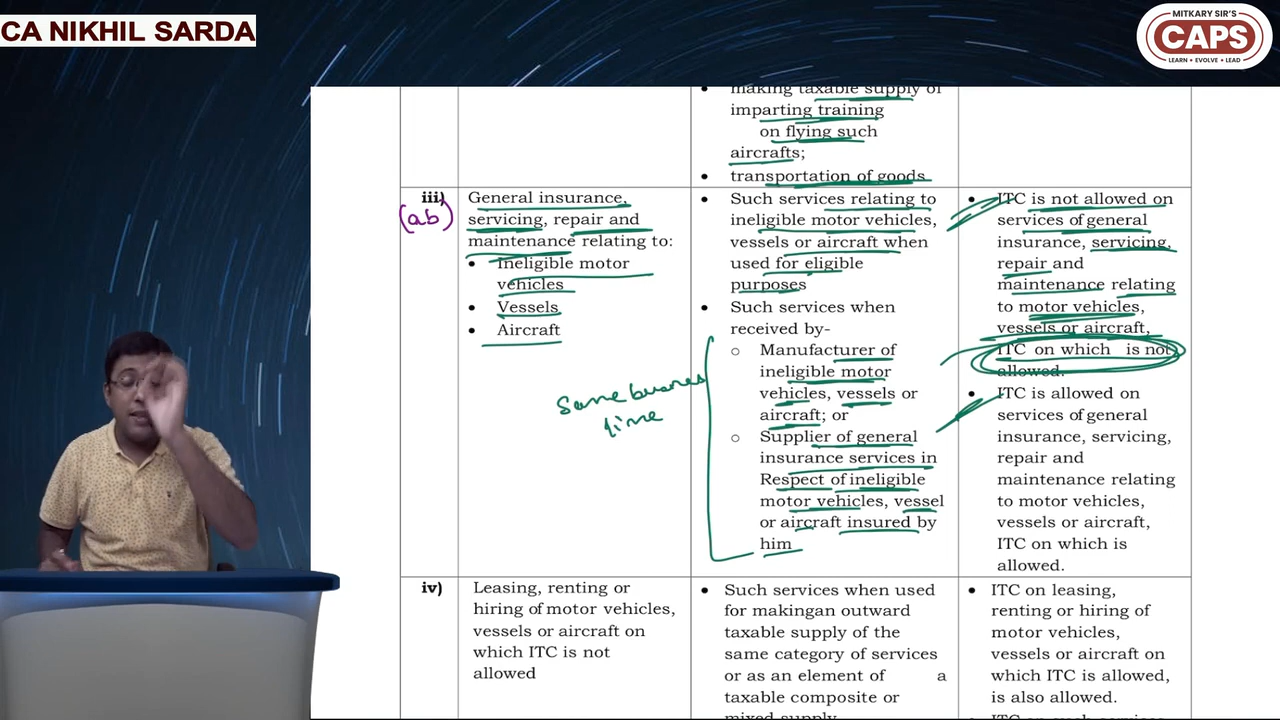 CA NIKHIL SARDA
MITKARY SIR'S
CAPS
LEARN • EVOLVE • LEAD
making taxable supply of
imparting training
on flying such
aircrafts;
• transportation of goods
iii)
(ab)
General insurance,
servicing, repair and
maintenance relating to:
• Ineligible motor
vehicles
• Vessels
• Aircraft
• Such services relating to
ineligible motor vehicles,
vessels or aircraft when
used for eligible
purposes
• Such services when
received by-
o Manufacturer of
ineligible motor
vehicles, vessels or
aircraft; or
o Supplier of general
insurance services in
Respect of ineligible
motor vehicles, vessel
or aircraft insured by
him
Same business
time
• ITC is not allowed on
services of general
insurance, servicing,
repair and
maintenance relating
to motor vehicles,
vessels or aircraft,
ITC on which is not
allowed.
• ITC is allowed on
services of general
insurance, servicing,
repair and
maintenance relating
to motor vehicles,
vessels or aircraft,
ITC on which is
allowed.
iv)
Leasing, renting or
hiring of motor vehicles,
vessels or aircraft on
which ITC is not
allowed
• Such services when used
for makingan outward
taxable supply of the
same category of services
or as an element of a
taxable composite or
mixed supply
• ITC on leasing,
renting or hiring of
motor vehicles,
vessels or aircraft on
which ITC is allowed,
is also allowed.